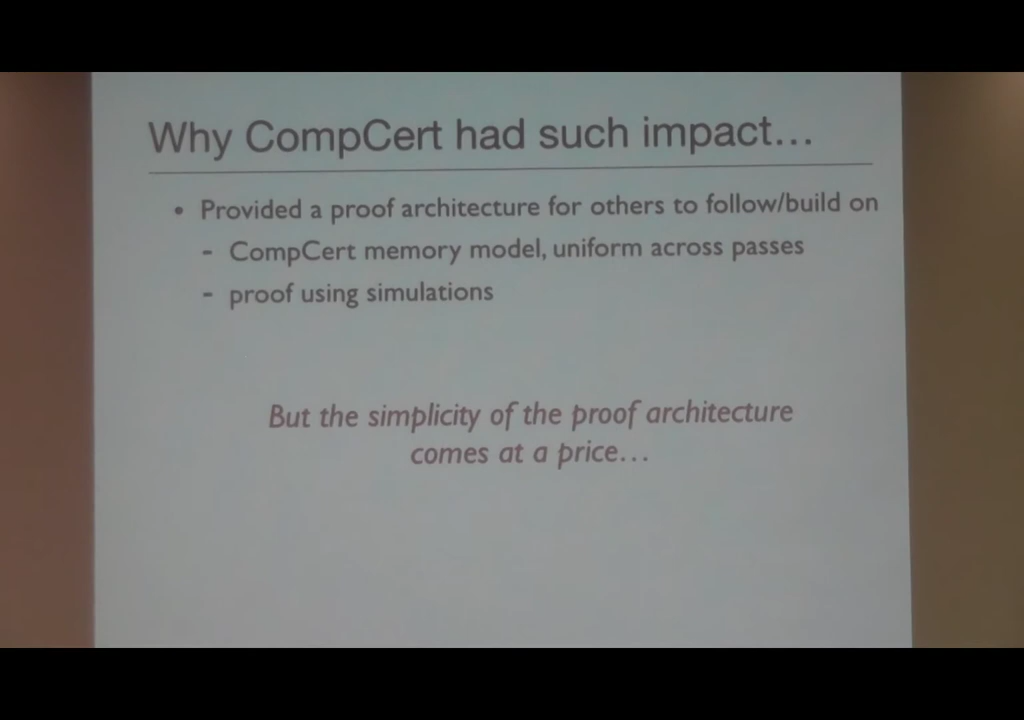 Why CompCert had such impact…
• Provided a proof architecture for others to follow/build on
- CompCert memory model, uniform across passes
- proof using simulations
But the simplicity of the proof architecture
comes at a price…